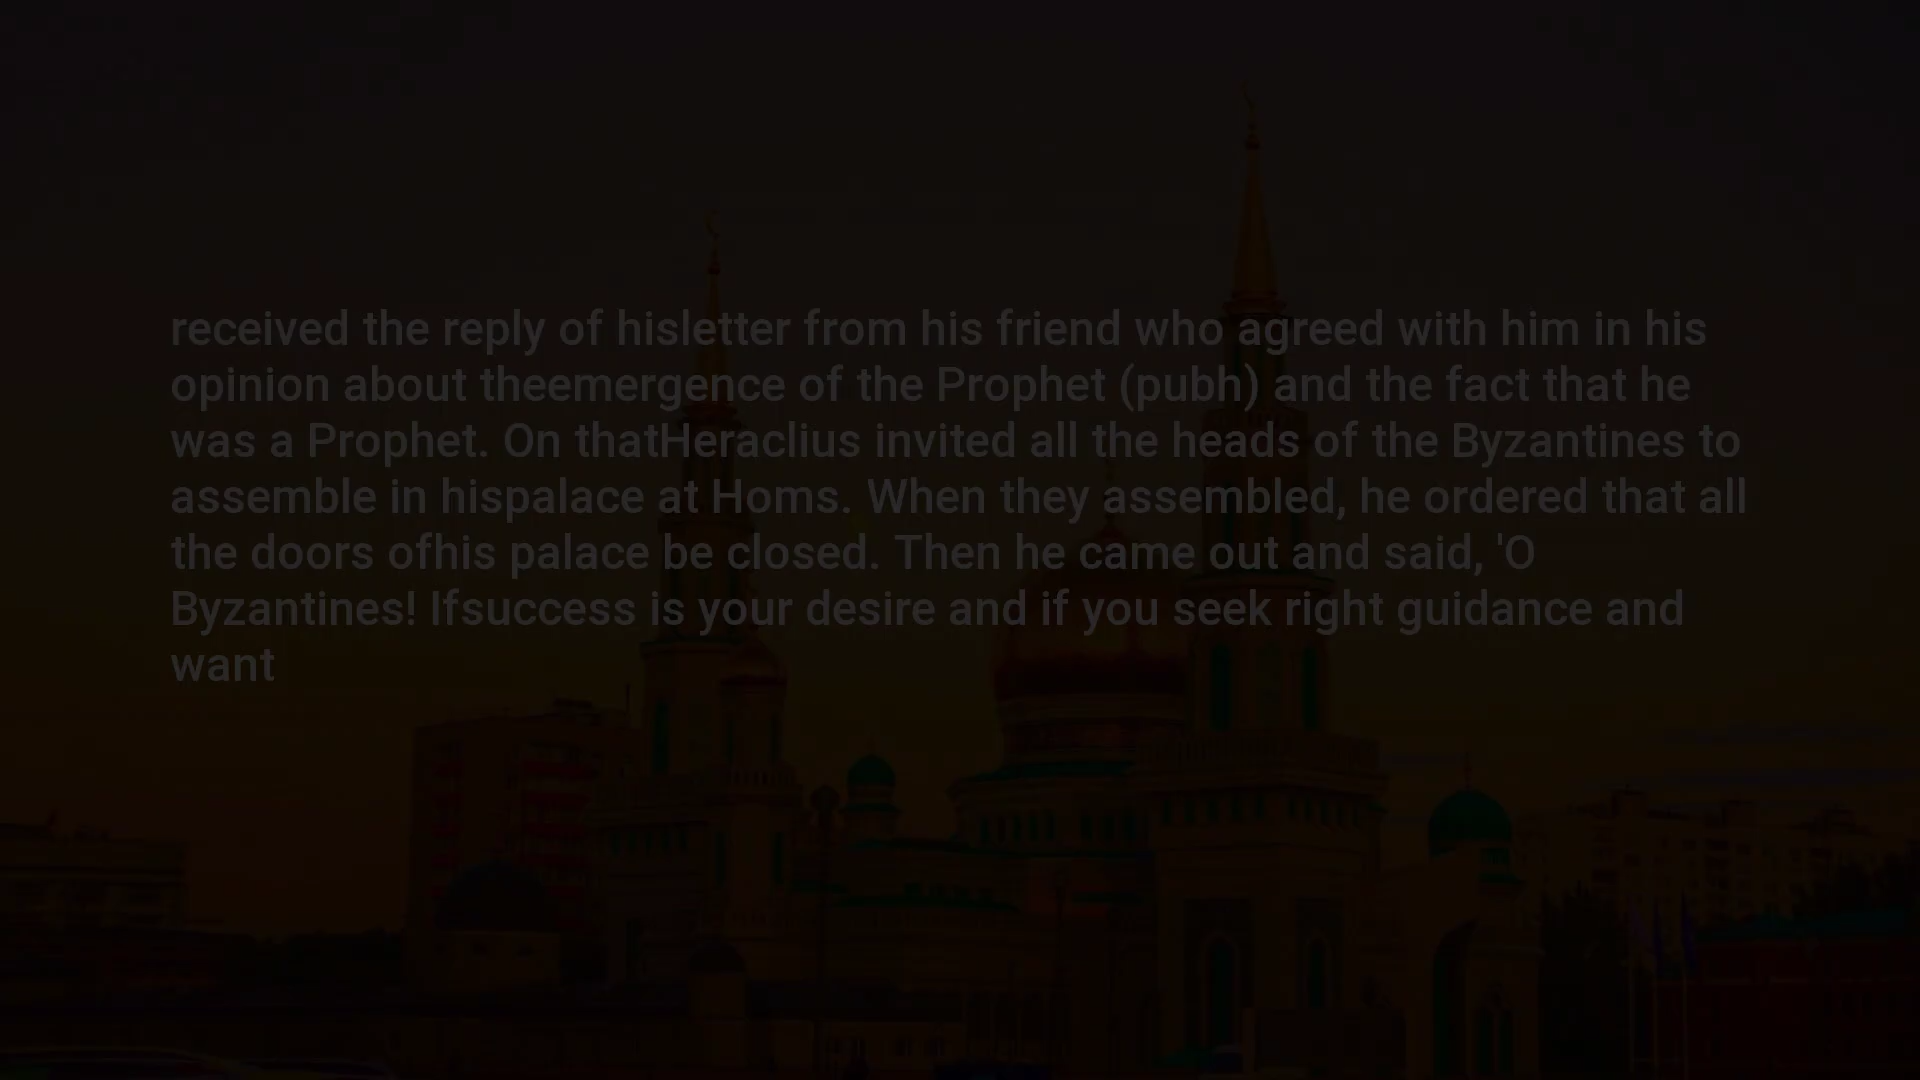 received the reply of hisletter from his friend who agreed with him in his
opinion about theemergence of the Prophet (pubh) and the fact that he
was a Prophet. On thatHeraclius invited all the heads of the Byzantines to
assemble in hispalace at Homs. When they assembled, he ordered that all
the doors ofhis palace be closed. Then he came out and said, 'O
Byzantines! Ifsuccess is your desire and if you seek right guidance and
want